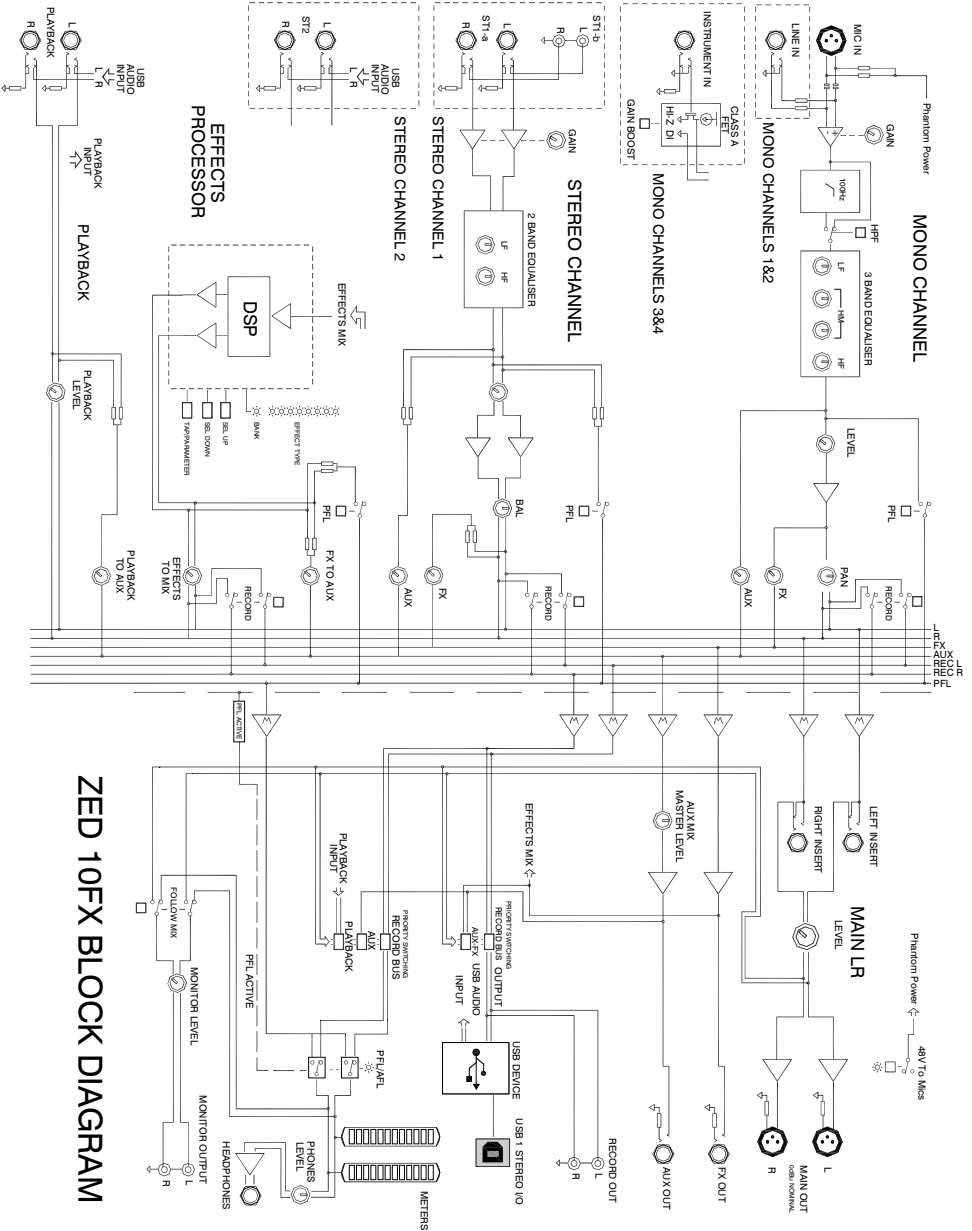 MONO CHANNEL
MIC IN
Phantom Power
LINE IN
MONO CHANNELS 1&2
GAIN
100Hz
HPF
3 BAND EQUALISER
LF
HM
HF
LEVEL
PFL
PAN
FX
AUX
RECORD
INSTRUMENT IN
CLASS A
FET
HI-Z DI
GAIN BOOST
MONO CHANNELS 3&4
STEREO CHANNEL
ST1-b
L
R
ST1-a
L
R
STEREO CHANNEL 1
GAIN
2 BAND EQUALISER
LF
HF
PFL
BAL
FX
AUX
RECORD
ST2
L
R
USB
AUDIO
INPUT
L
R
STEREO CHANNEL 2
EFFECTS
PROCESSOR
EFFECTS MIX
DSP
EFFECT TYPE
BANK
SEL UP
SEL DOWN
TAP/PARAMETER
PFL
FX TO AUX
EFFECTS
TO MIX
RECORD
PLAYBACK
L
R
USB
AUDIO
INPUT
L
R
PLAYBACK
INPUT
PLAYBACK
PLAYBACK
LEVEL
PLAYBACK
TO AUX
L
R
FX
AUX
REC L
REC R
PFL
M
M
M
M
M
M
M
PFL ACTIVE
LEFT INSERT
RIGHT INSERT
MAIN LR
LEVEL
Phantom Power
48V To Mics
L
R
MAIN OUT
0dBu NOMINAL
FX OUT
AUX OUT
AUX MIX
MASTER LEVEL
EFFECTS MIX
PRIORITY SWITCHING
RECORD BUS OUTPUT
AUX-FX
USB AUDIO
INPUT
USB DEVICE
USB 1 STEREO I/O
RECORD OUT
L
R
PLAYBACK
INPUT
PRIORITY SWITCHING
RECORD BUS
AUX
PLAYBACK
PFL/AFL
METERS
PHONES
LEVEL
HEADPHONES
PFL ACTIVE
FOLLOW MIX
MONITOR LEVEL
MONITOR OUTPUT
L
R
ZED 10FX BLOCK DIAGRAM